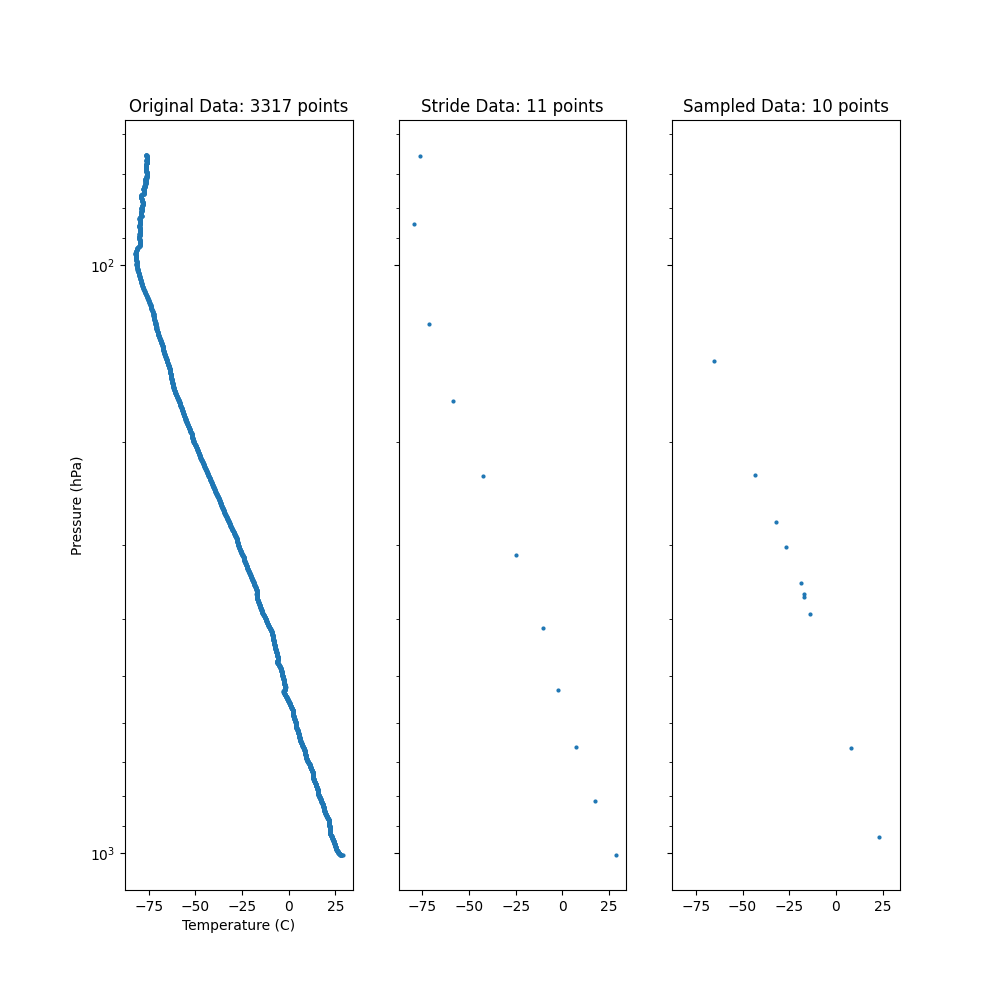 Original Data: 3317 points
Stride Data: 11 points
Sampled Data: 10 points
Pressure (hPa)
10²
10³
−75 −50 −25 0 25
−75 −50 −25 0 25
−75 −50 −25 0 25
Temperature (C)